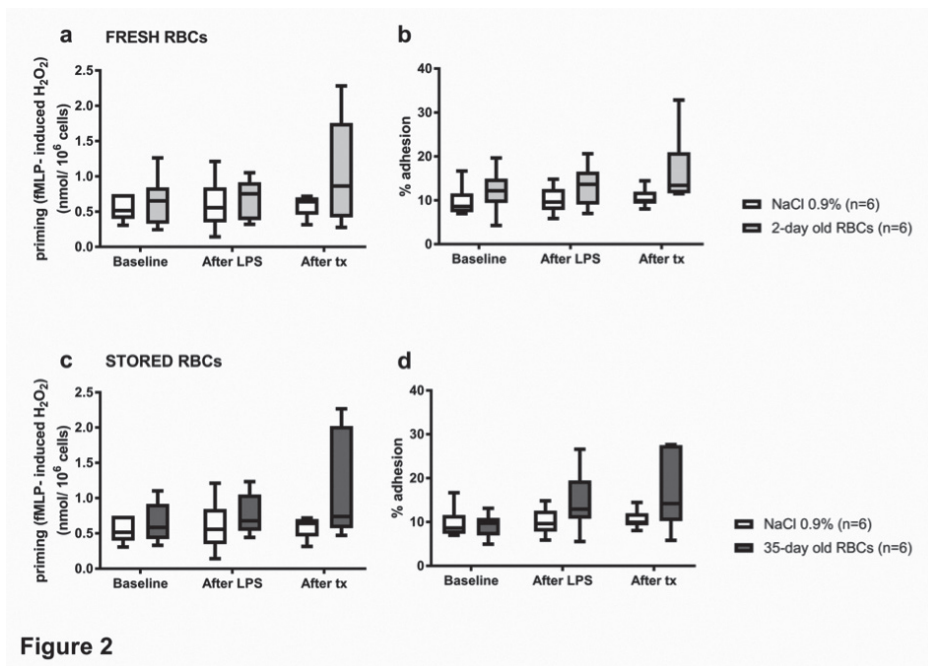 a FRESH RBCs
priming (fMLP- induced H₂O₂)
(nmol/ 10⁶ cells)
2.5
2.0
1.5
1.0
0.5
0.0
Baseline After LPS After tx
b
% adhesion
40
30
20
10
0
Baseline After LPS After tx
NaCl 0.9% (n=6)
2-day old RBCs (n=6)
c STORED RBCs
priming (fMLP- induced H₂O₂)
(nmol/ 10⁶ cells)
2.5
2.0
1.5
1.0
0.5
0.0
Baseline After LPS After tx
d
% adhesion
40
30
20
10
0
Baseline After LPS After tx
NaCl 0.9% (n=6)
35-day old RBCs (n=6)
Figure 2